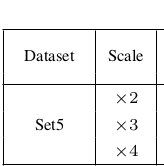 Dataset Scale
×2
Set5 ×3
×4